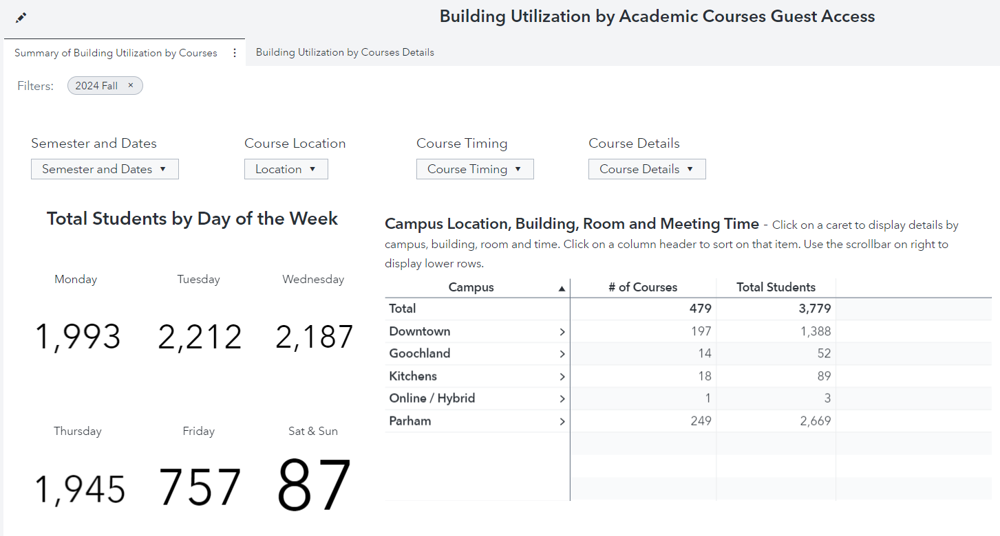 Building Utilization by Academic Courses Guest Access
Summary of Building Utilization by Courses
Building Utilization by Courses Details
Filters:
2024 Fall ×
Semester and Dates
Course Location
Course Timing
Course Details
Semester and Dates
Location
Course Timing
Course Details
Total Students by Day of the Week
Monday
Tuesday
Wednesday
1,993
2,212
2,187
Thursday
Friday
Sat & Sun
1,945
757
87
Campus Location, Building, Room and Meeting Time - Click on a caret to display details by
campus, building, room and time. Click on a column header to sort on that item. Use the scrollbar on right to
display lower rows.
Campus # of Courses Total Students
Total 479 3,779
Downtown 197 1,388
Goochland 14 52
Kitchens 18 89
Online / Hybrid 1 3
Parham 249 2,669